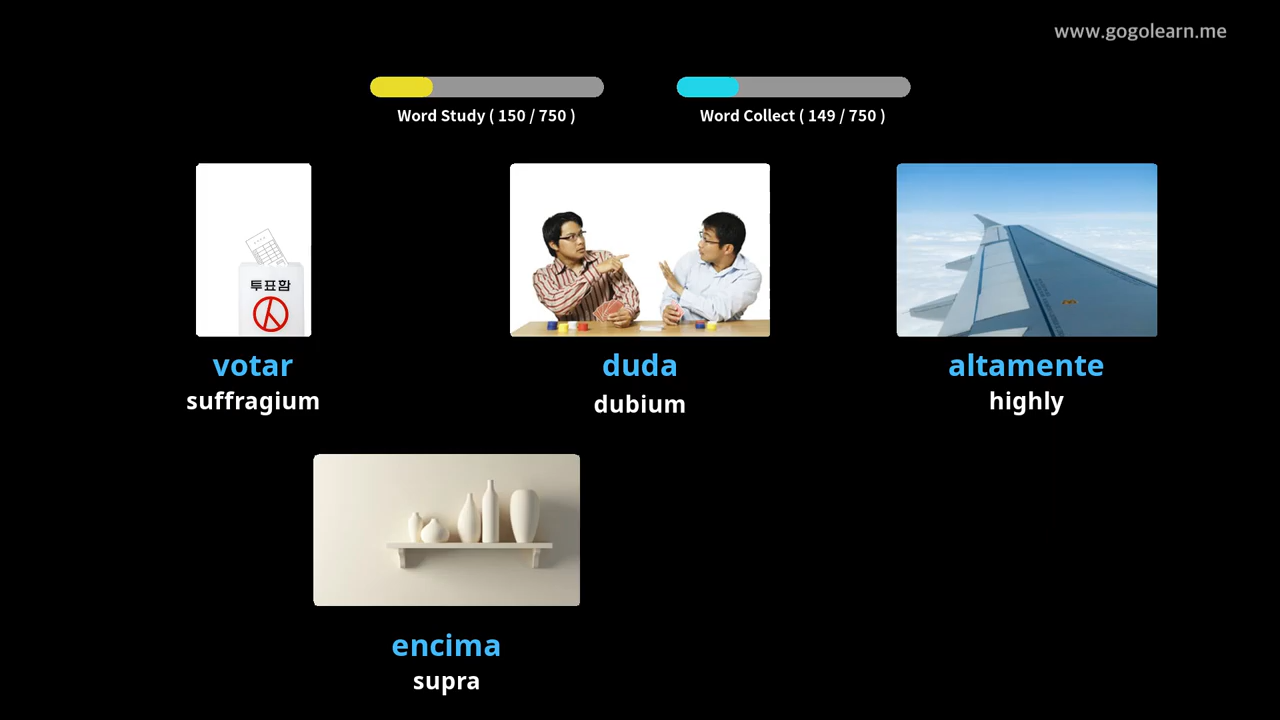 www.gogolearn.me
Word Study ( 150 / 750 )
Word Collect ( 149 / 750 )
투표함
votar
suffragium
duda
dubium
altamente
highly
encima
supra